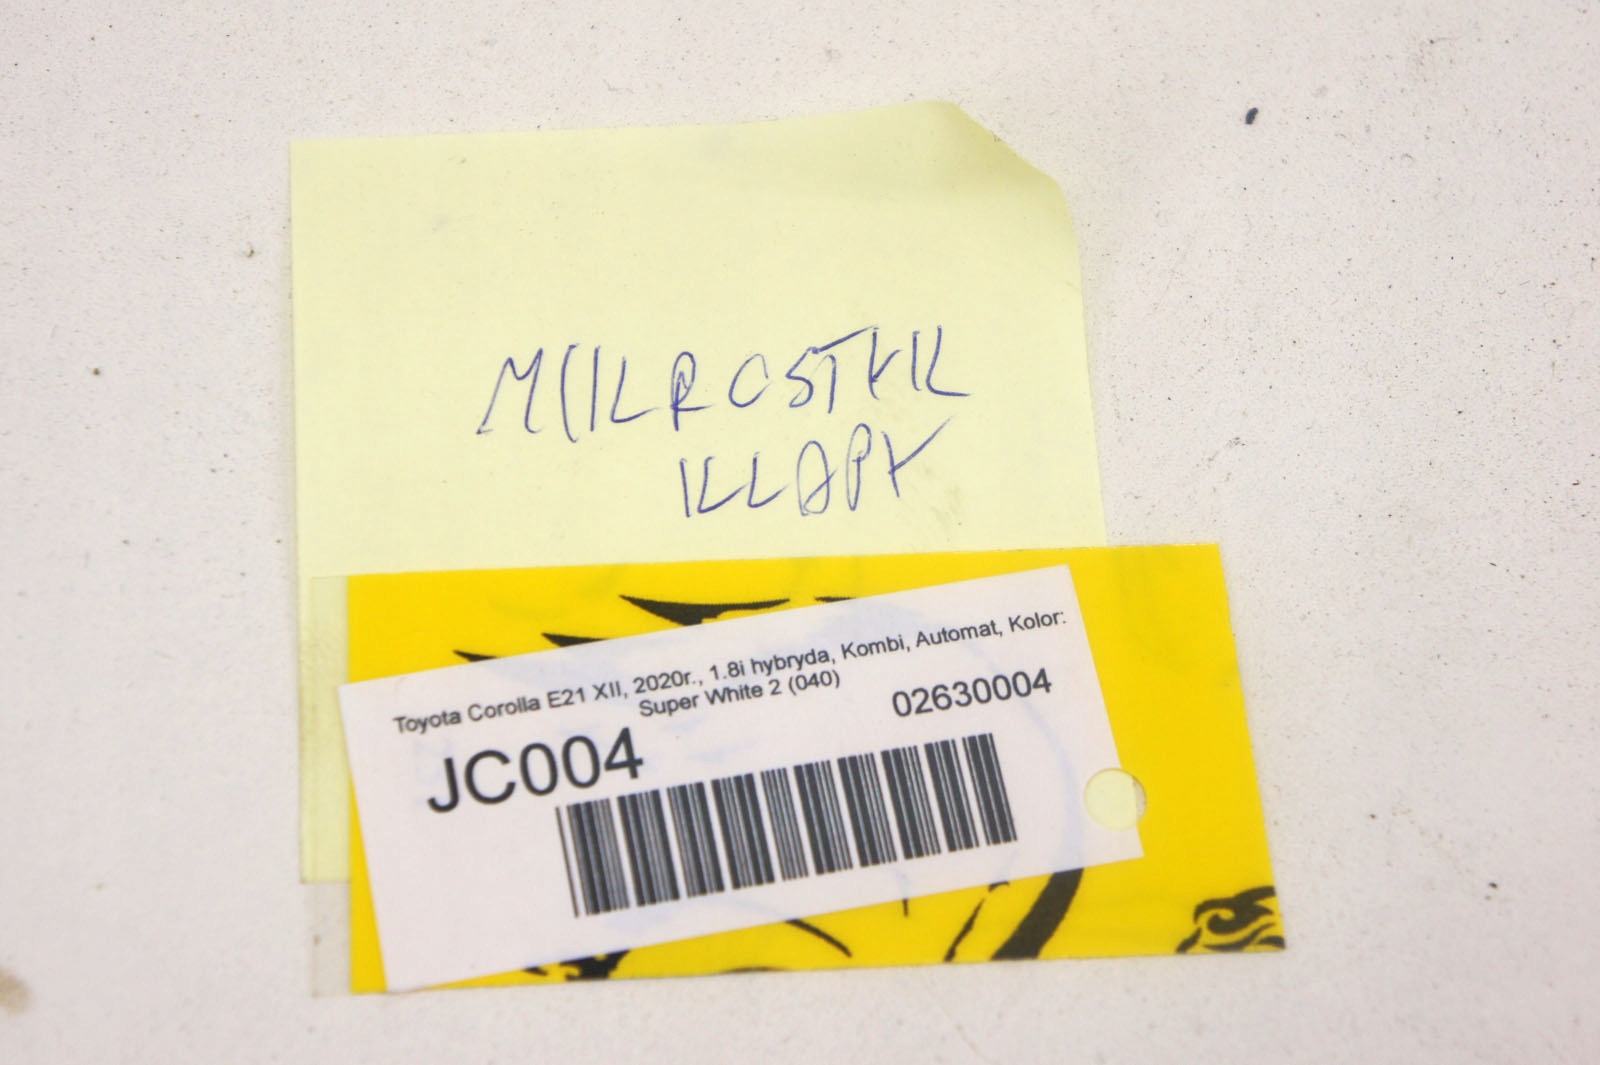 MIKROSTYK
KLAPY
Toyota Corolla E21 XII, 2020r., 1.8i hybryda, Kombi, Automat, Kolor:
Super White 2 (040)
JC004
02630004